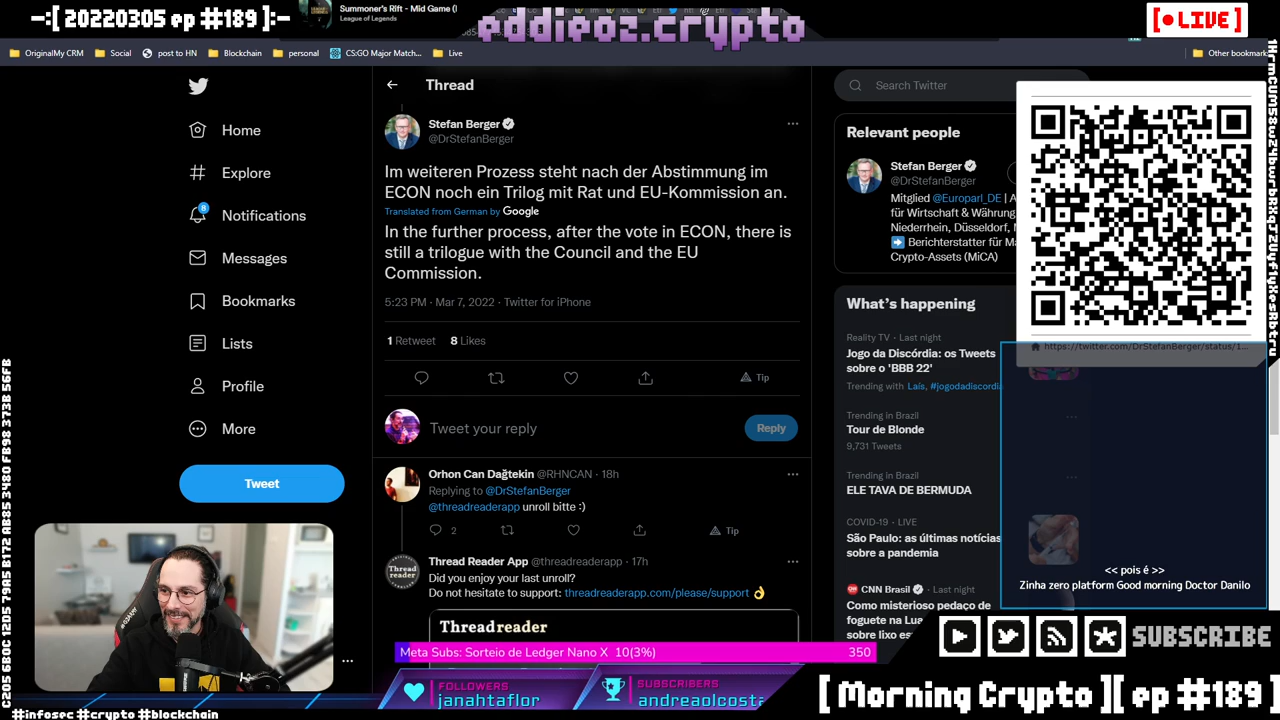 -:[ 20220305 ep #189 ]:-
Summoner's Rift - Mid Game (I
League of Legends
eddieoz.crypto
[•LIVE]
OriginalMy CRM
Social
post to HN
Blockchain
personal
CS:GO Major Match...
Live
Other bookmark
Thread
Stefan Berger
@DrStefanBerger
Im weiteren Prozess steht nach der Abstimmung im
ECON noch ein Trilog mit Rat und EU-Kommission an.
Translated from German by Google
In the further process, after the vote in ECON, there is
still a trilogue with the Council and the EU
Commission.
5:23 PM · Mar 7, 2022 · Twitter for iPhone
1 Retweet 8 Likes
Tip
Tweet your reply
Reply
Orhon Can Dağtekin @RHNCAN · 18h
Replying to @DrStefanBerger
@threadreaderapp unroll bitte :)
2
Tip
Thread Reader App @threadreaderapp · 17h
Did you enjoy your last unroll?
Do not hesitate to support: threadreaderapp.com/please/support 👌
Thread reader
Threadreader
Home
Explore
8
Notifications
Messages
Bookmarks
Lists
Profile
More
Tweet
Search Twitter
Relevant people
Stefan Berger
@DrStefanBerger
Mitglied @Europarl_DE | A
für Wirtschaft & Währung
Niederrhein, Düsseldorf, M
➡ Berichterstatter für Ma
Crypto-Assets (MiCA)
What's happening
Reality TV · Last night
Jogo da Discórdia: os Tweets
sobre o 'BBB 22'
Trending with Laís, #jogodadiscordia
Trending in Brazil
Tour de Blonde
9,731 Tweets
Trending in Brazil
ELE TAVA DE BERMUDA
COVID-19 · LIVE
São Paulo: as últimas notícias
sobre a pandemia
CNN Brasil · Last night
Como misterioso pedaço de
foguete na Lua
sobre lixo es
https://twitter.com/DrStefanBerger/status/1...
<< pois é >>
Zinha zero platform Good morning Doctor Danilo
Meta Subs: Sorteio de Ledger Nano X 10(3%)
350
FOLLOWERS
janahtaflor
SUBSCRIBERS
andreaolcosta
SUBSCRIBE
[ Morning Crypto ][ ep #189 ]
#infosec #crypto #blockchain